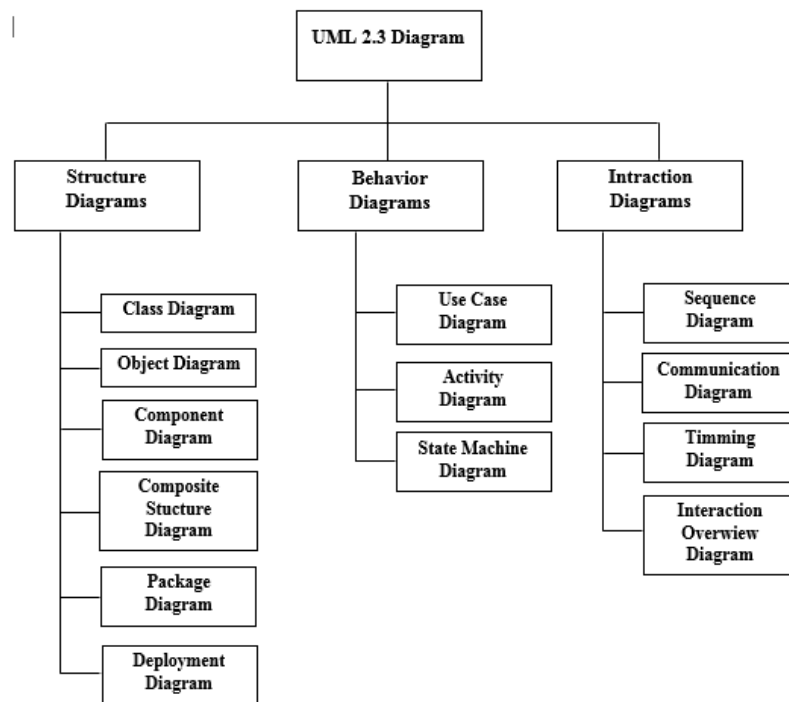 UML 2.3 Diagram
Structure
Diagrams
Behavior
Diagrams
Intraction
Diagrams
Class Diagram
Object Diagram
Component
Diagram
Composite
Stucture
Diagram
Package
Diagram
Deployment
Diagram
Use Case
Diagram
Activity
Diagram
State Machine
Diagram
Sequence
Diagram
Communication
Diagram
Timming
Diagram
Interaction
Overwiew
Diagram